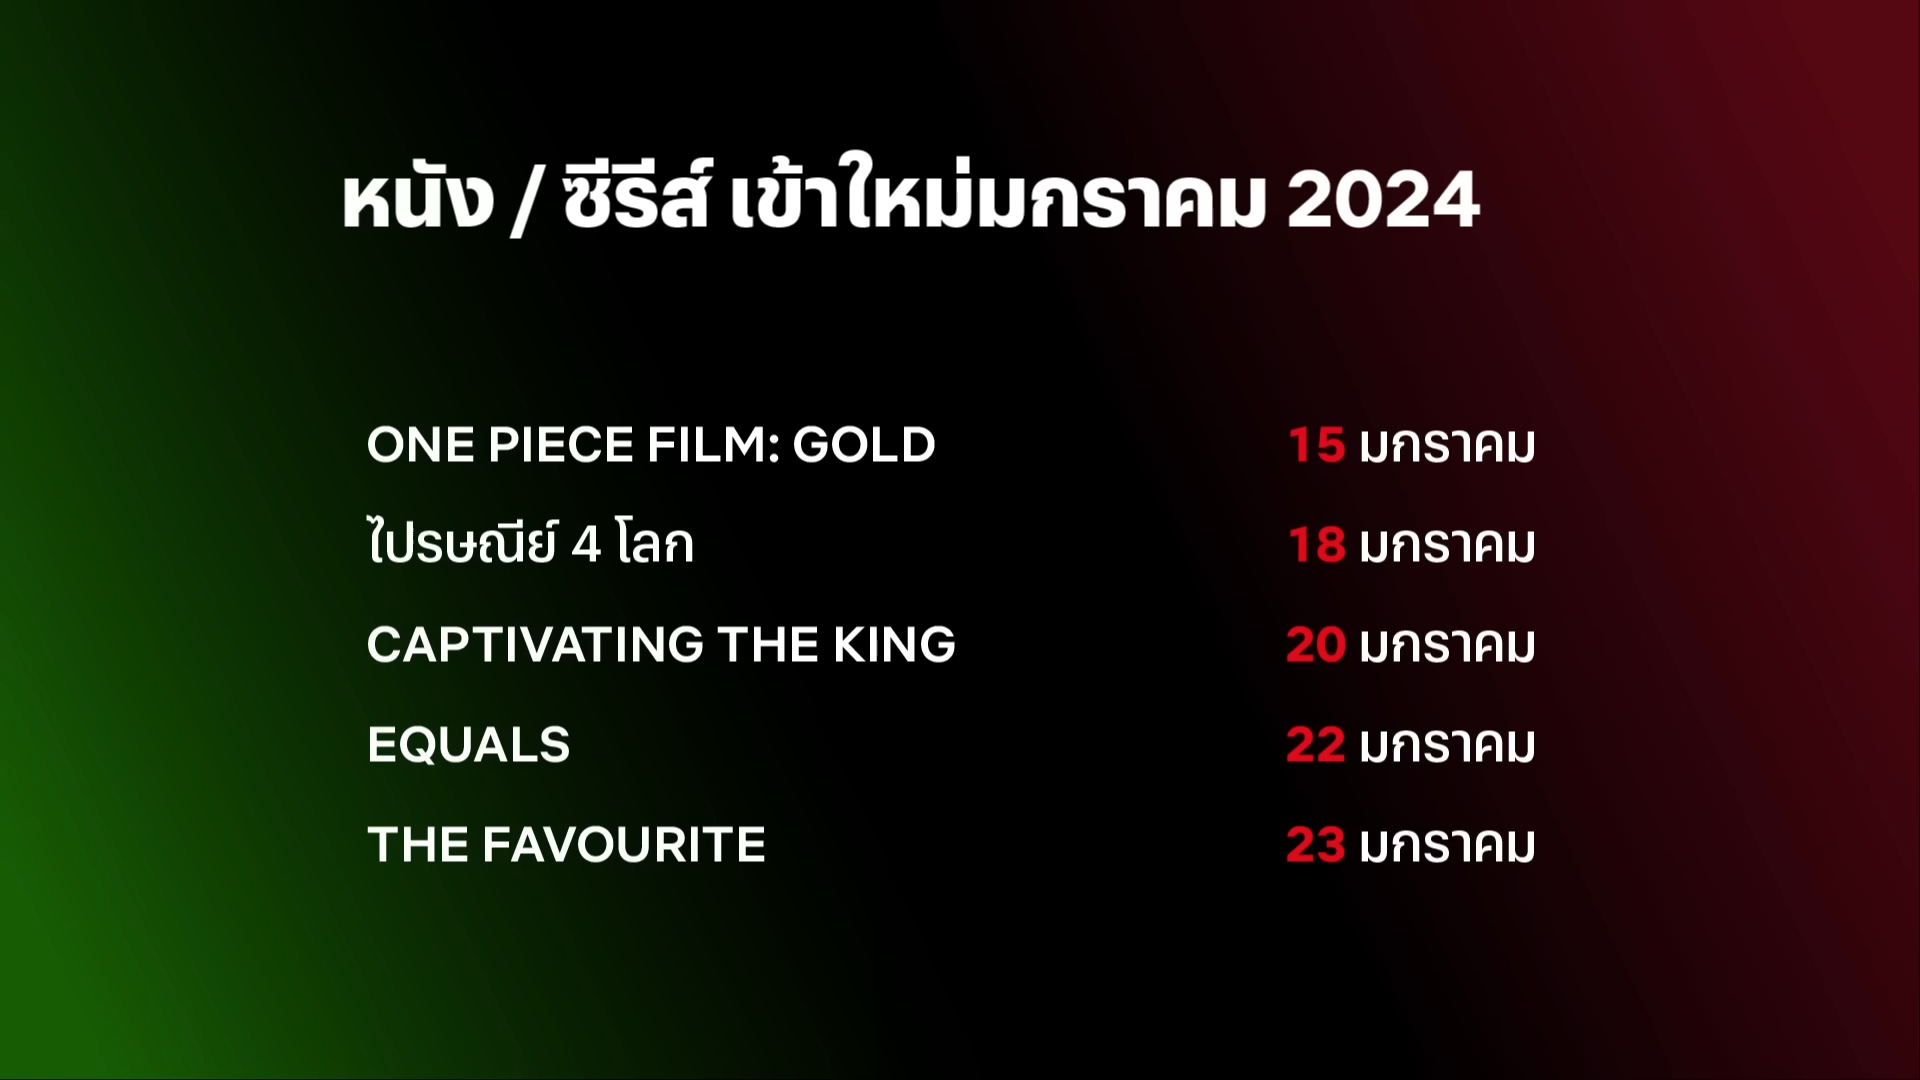 หนัง / ซีรีส์ เข้าใหม่มกราคม 2024
ONE PIECE FILM: GOLD 15 มกราคม
ไปรษณีย์ 4 โลก 18 มกราคม
CAPTIVATING THE KING 20 มกราคม
EQUALS 22 มกราคม
THE FAVOURITE 23 มกราคม